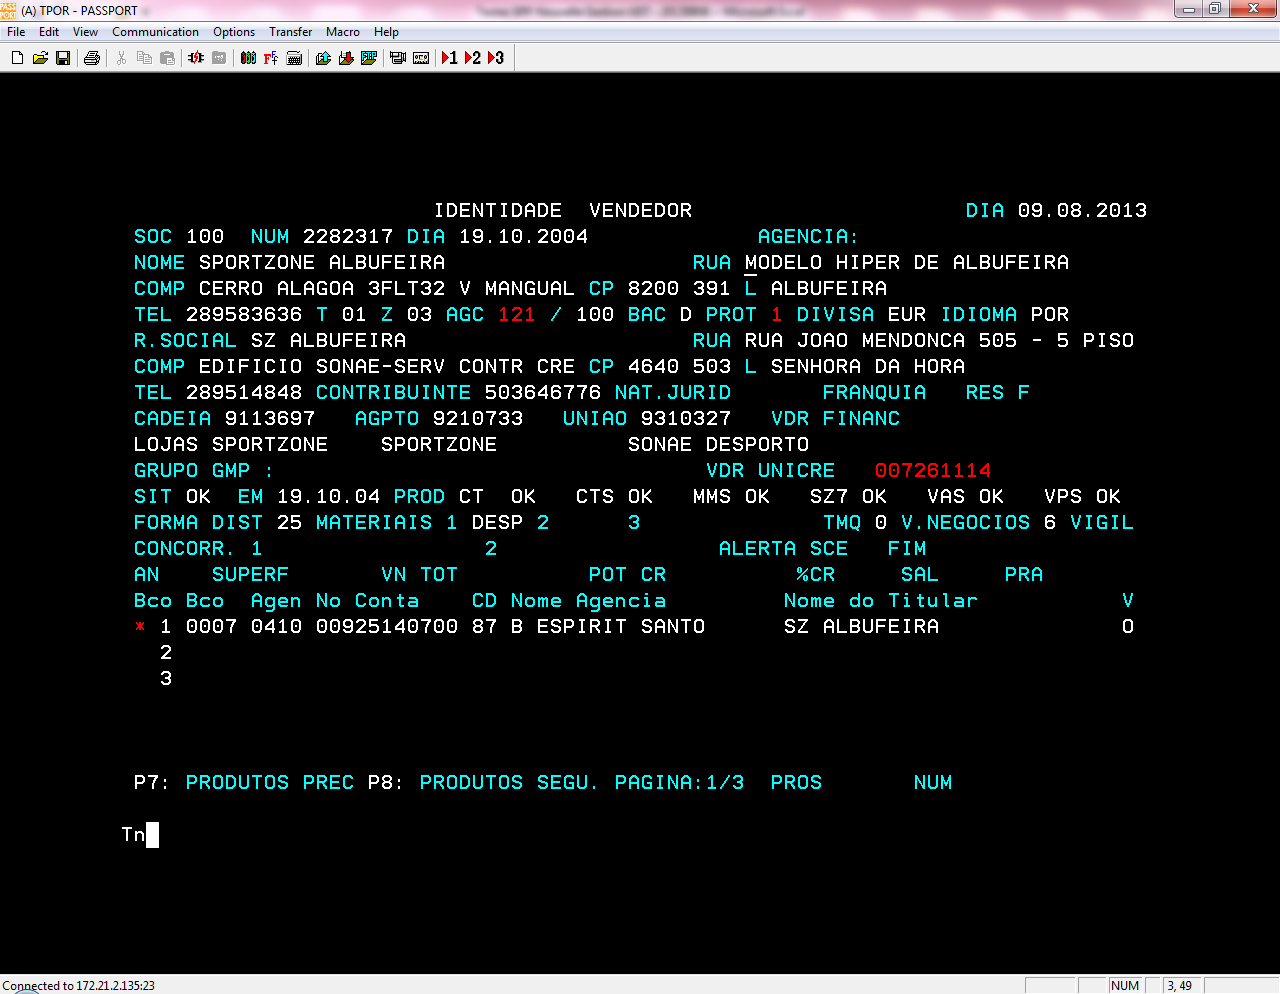 (A) TPOR - PASSPORT
File Edit View Communication Options Transfer Macro Help
1 2 3
IDENTIDADE VENDEDOR DIA 09.08.2013
SOC 100 NUM 2282317 DIA 19.10.2004 AGENCIA:
NOME SPORTZONE ALBUFEIRA RUA MODELO HIPER DE ALBUFEIRA
COMP CERRO ALAGOA 3FLT32 V MANGUAL CP 8200 391 L ALBUFEIRA
TEL 289583636 T 01 Z 03 AGC 121 / 100 BAC D PROT 1 DIVISA EUR IDIOMA POR
R.SOCIAL SZ ALBUFEIRA RUA RUA JOAO MENDONCA 505 - 5 PISO
COMP EDIFICIO SONAE-SERV CONTR CRE CP 4640 503 L SENHORA DA HORA
TEL 289514848 CONTRIBUINTE 503646776 NAT.JURID FRANQUIA RES F
CADEIA 9113697 AGPTO 9210733 UNIAO 9310327 VDR FINANC
LOJAS SPORTZONE SPORTZONE SONAE DESPORTO
GRUPO GMP : VDR UNICRE 007261114
SIT OK EM 19.10.04 PROD CT OK CTS OK MMS OK SZ7 OK VAS OK VPS OK
FORMA DIST 25 MATERIAIS 1 DESP 2 3 TMQ 0 V.NEGOCIOS 6 VIGIL
CONCORR. 1 2 ALERTA SCE FIM
AN SUPERF VN TOT POT CR %CR SAL PRA
Bco Bco Agen No Conta CD Nome Agencia Nome do Titular V
* 1 0007 0410 00925140700 87 B ESPIRIT SANTO SZ ALBUFEIRA O
2
3
P7: PRODUTOS PREC P8: PRODUTOS SEGU. PAGINA:1/3 PROS NUM
Tn
Connected to 172.21.2.135:23 NUM 3, 49